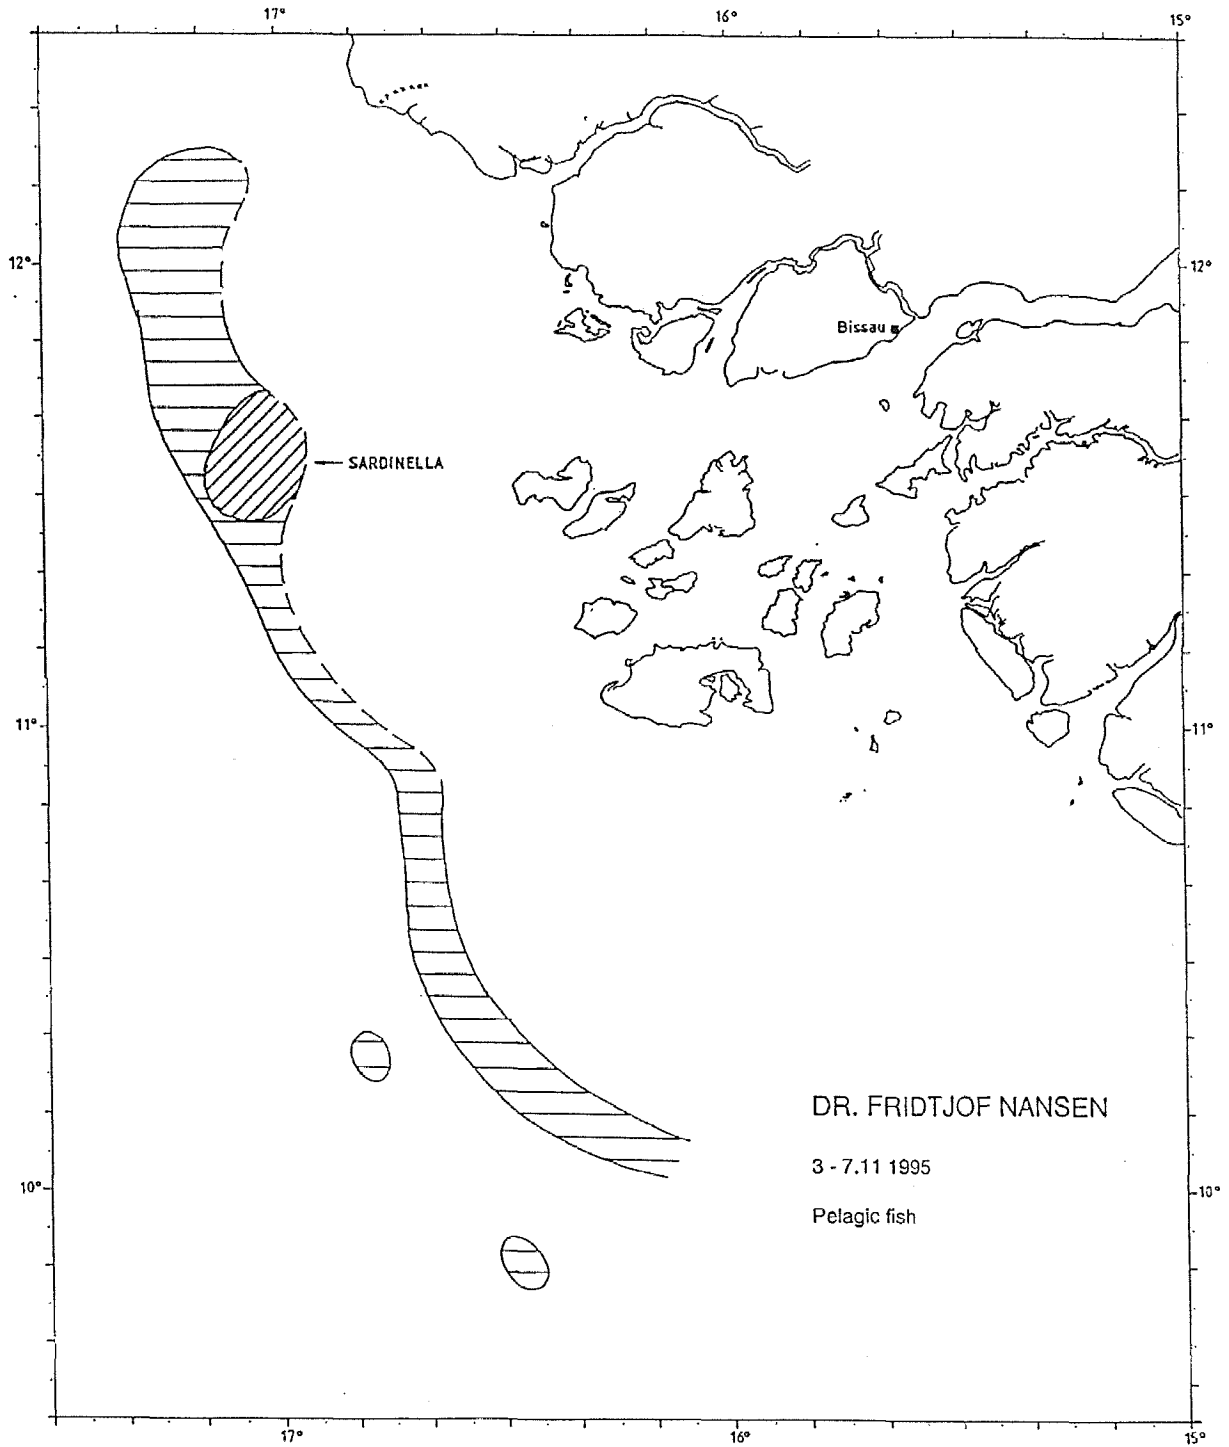 17° 16° 15°
12° 12°
Bissau
SARDINELLA
11° 11°
DR. FRIDTJOF NANSEN
3 - 7.11 1995
Pelagic fish
10° 10°
17° 16° 15°